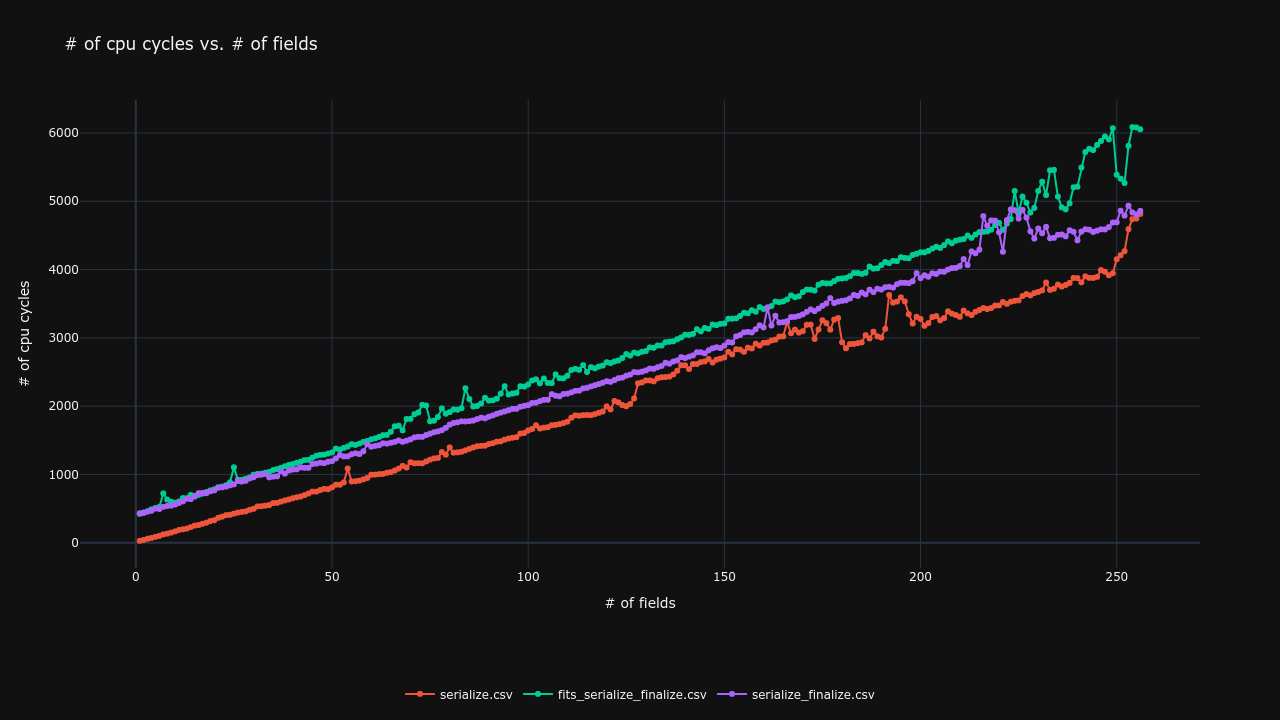 # of cpu cycles vs. # of fields
6000
5000
4000
3000
2000
1000
0
# of cpu cycles
0 50 100 150 200 250
# of fields
serialize.csv fits_serialize_finalize.csv serialize_finalize.csv